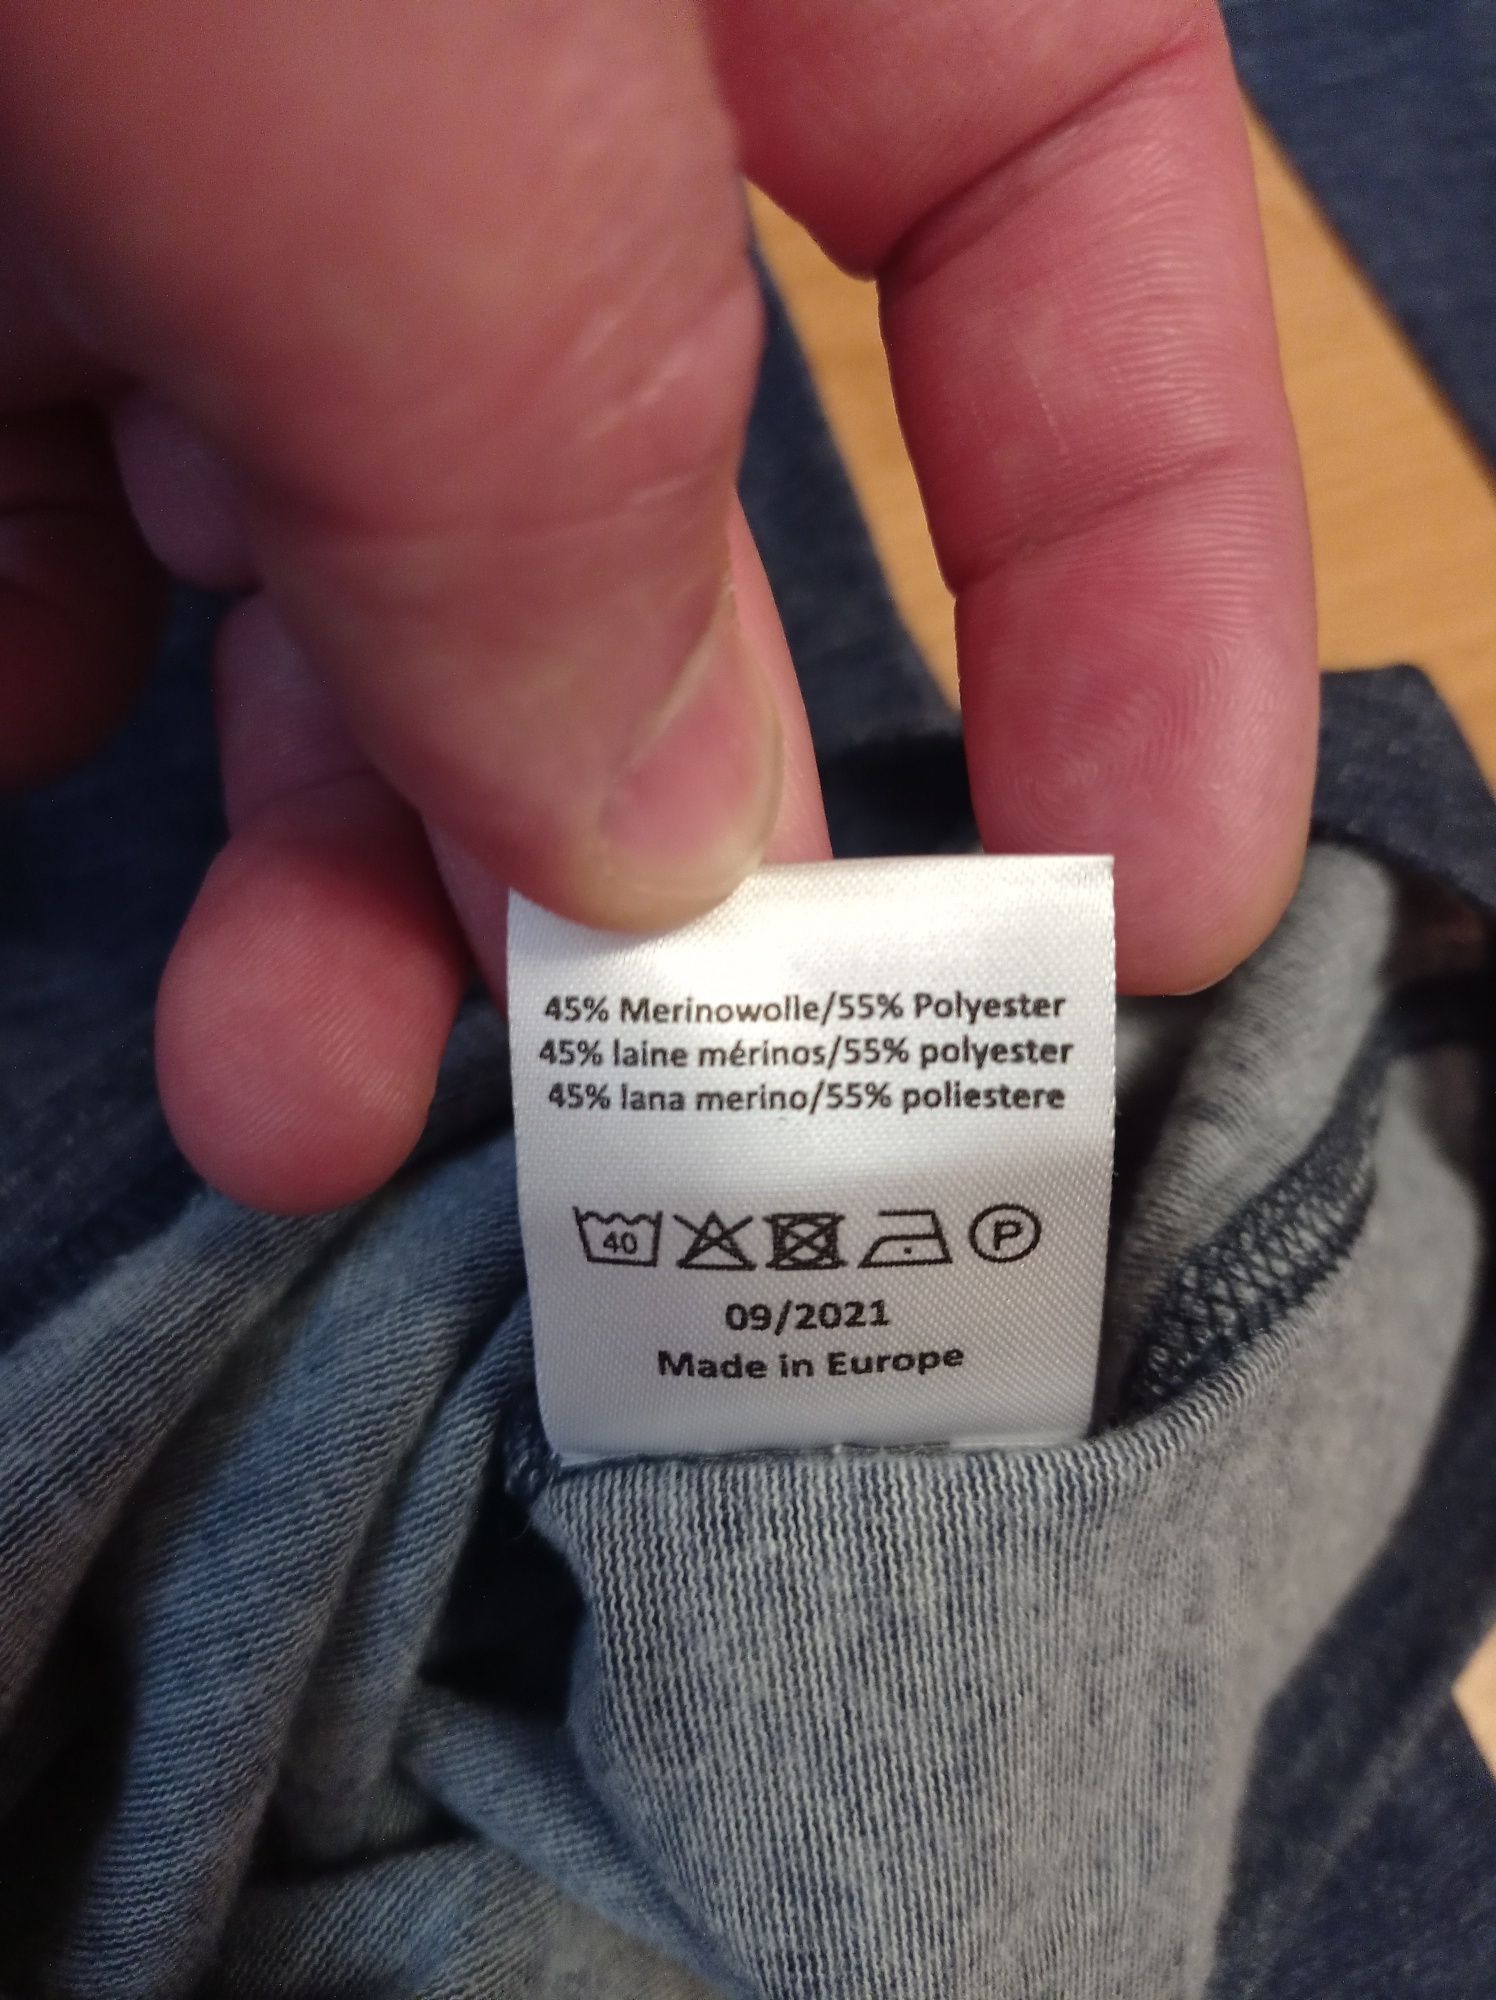 45% Merinowolle/55% Polyester
45% laine mérinos/55% polyester
45% lana merino/55% poliestere
40 P
09/2021
Made in Europe